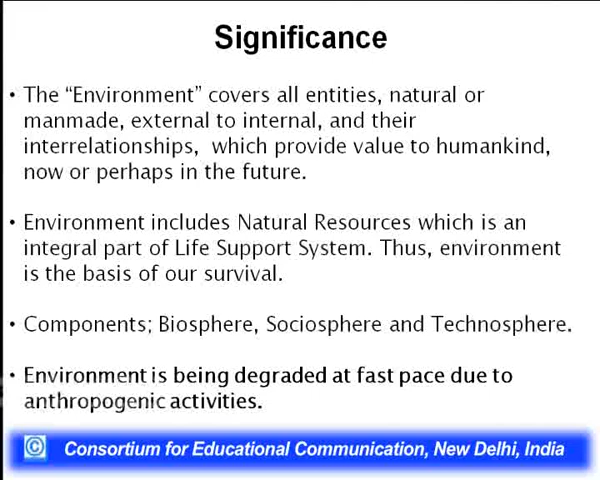 Significance
• The “Environment” covers all entities, natural or
manmade, external to internal, and their
interrelationships, which provide value to humankind,
now or perhaps in the future.
• Environment includes Natural Resources which is an
integral part of Life Support System. Thus, environment
is the basis of our survival.
• Components; Biosphere, Sociosphere and Technosphere.
• Environment is being degraded at fast pace due to
anthropogenic activities.
© Consortium for Educational Communication, New Delhi, India